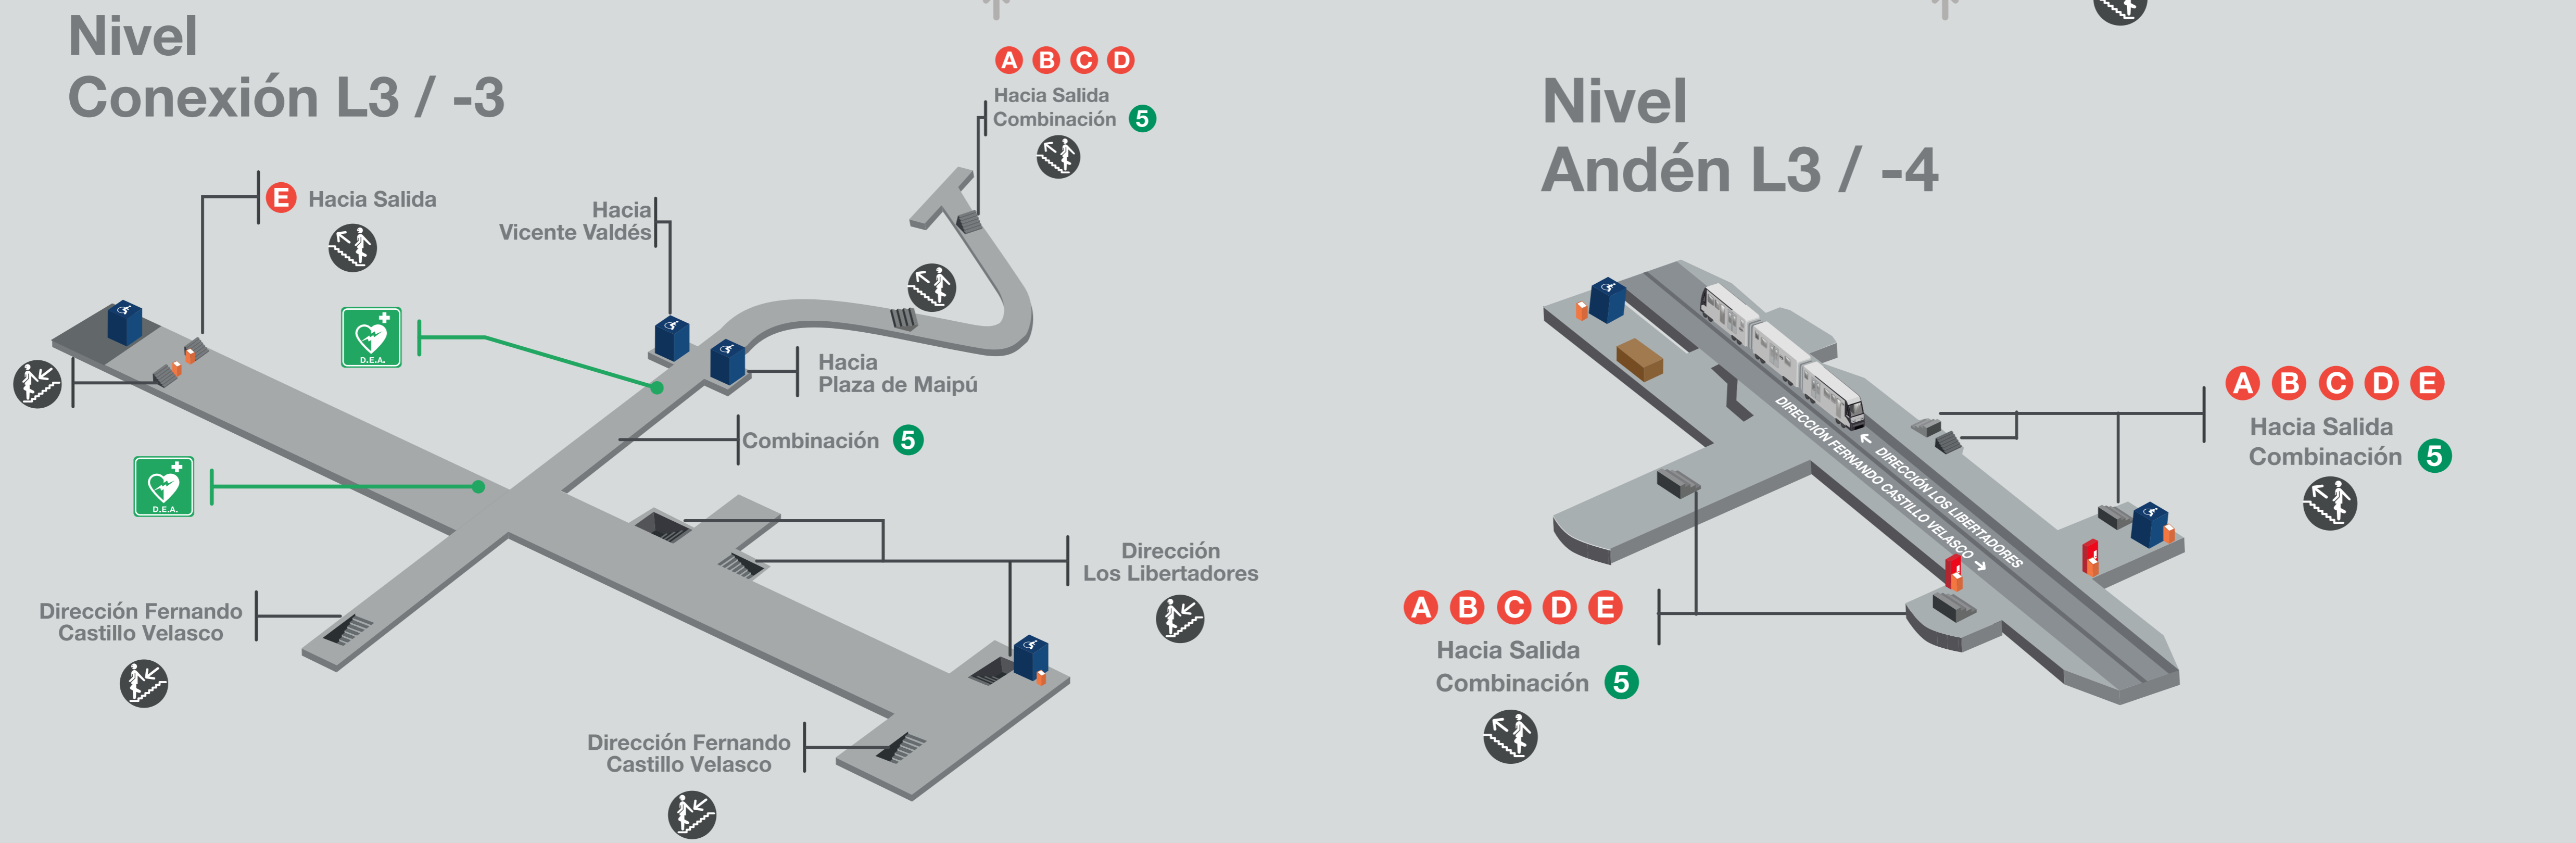 Nivel
Conexión L3 / -3
A B C D
Hacia Salida
Combinación 5
E Hacia Salida
Hacia
Vicente Valdés
D.E.A.
Hacia
Plaza de Maipú
Combinación 5
D.E.A.
Dirección
Los Libertadores
Dirección Fernando
Castillo Velasco
Dirección Fernando
Castillo Velasco
Nivel
Andén L3 / -4
A B C D E
Hacia Salida
Combinación 5
DIRECCIÓN LOS LIBERTADORES
DIRECCIÓN FERNANDO CASTILLO VELASCO
A B C D E
Hacia Salida
Combinación 5